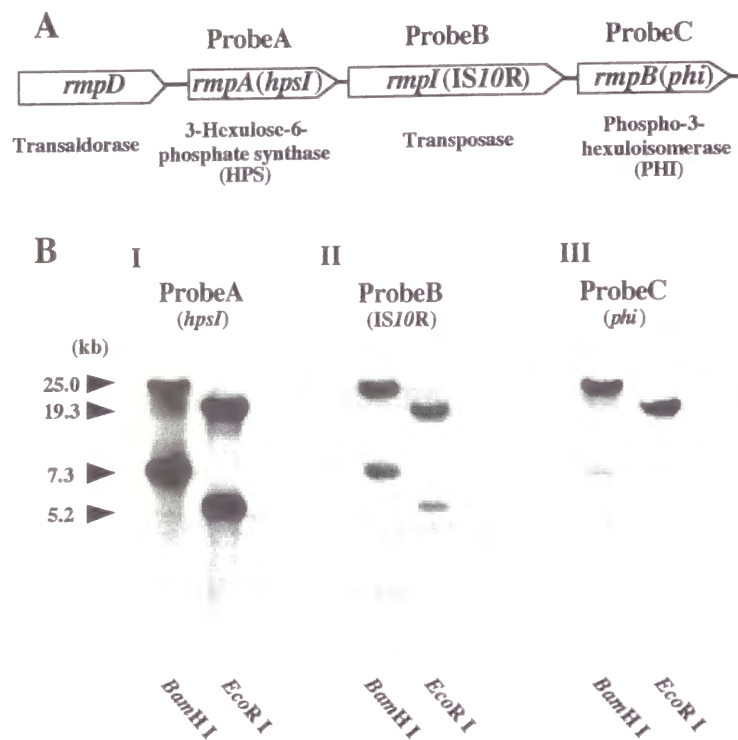 A
ProbeA ProbeB ProbeC
rmpD rmpA(hpsI) rmpI(IS10R) rmpB(phi)
Transaldorase
3-Hexulose-6-
phosphate synthase
(HPS)
Transposase
Phospho-3-
hexuloisomerase
(PHI)
B
I
ProbeA
(hpsI)
II
ProbeB
(IS10R)
III
ProbeC
(phi)
(kb)
25.0
19.3
7.3
5.2
BamH I EcoR I BamH I EcoR I BamH I EcoR I